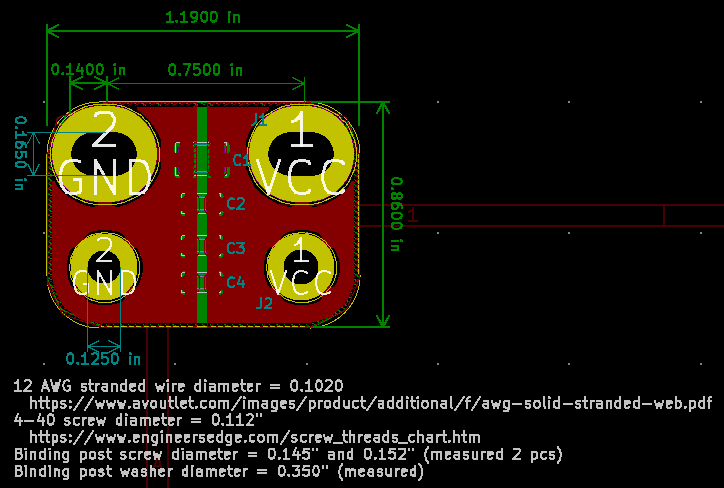 1.1900 in
0.1400 in
0.7500 in
0.1650 in
2
GND
J1
1
VCC
C1
C2
C3
C4
0.8600 in
1
2
GND
1
VCC
J2
0.1250 in
12 AWG stranded wire diameter = 0.1020
https://www.avoutlet.com/images/product/additional/f/awg-solid-stranded-web.pdf
4-40 screw diameter = 0.112"
https://www.engineersedge.com/screw_threads_chart.htm
Binding post screw diameter = 0.145" and 0.152" (measured 2 pcs)
Binding post washer diameter = 0.350" (measured)